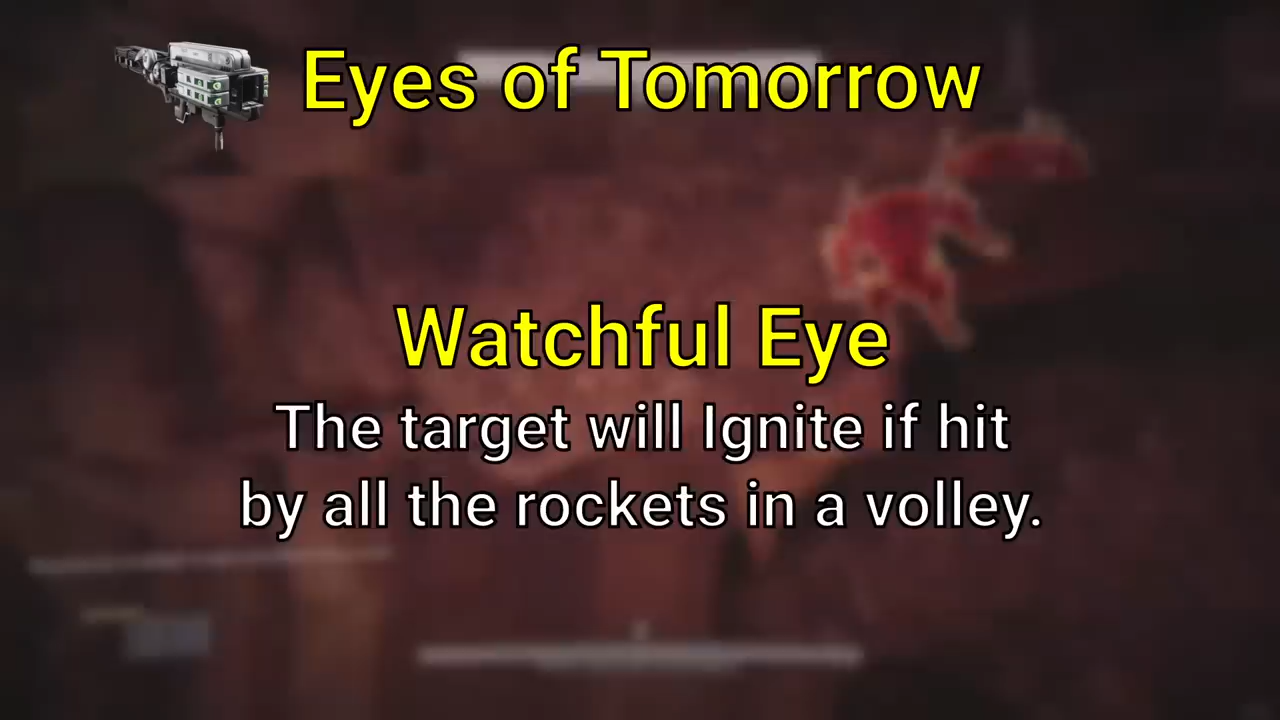 Eyes of Tomorrow
Watchful Eye
The target will Ignite if hit
by all the rockets in a volley.